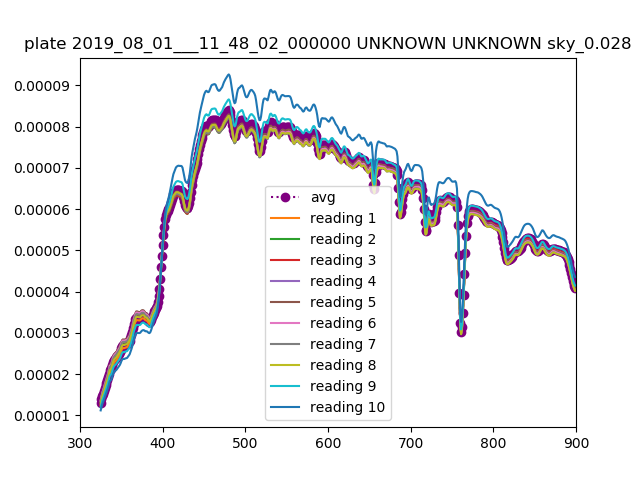 plate 2019_08_01___11_48_02_000000 UNKNOWN UNKNOWN sky_0.028
0.00009
0.00008
0.00007
0.00006
0.00005
0.00004
0.00003
0.00002
0.00001
300 400 500 600 700 800 900
avg
reading 1
reading 2
reading 3
reading 4
reading 5
reading 6
reading 7
reading 8
reading 9
reading 10